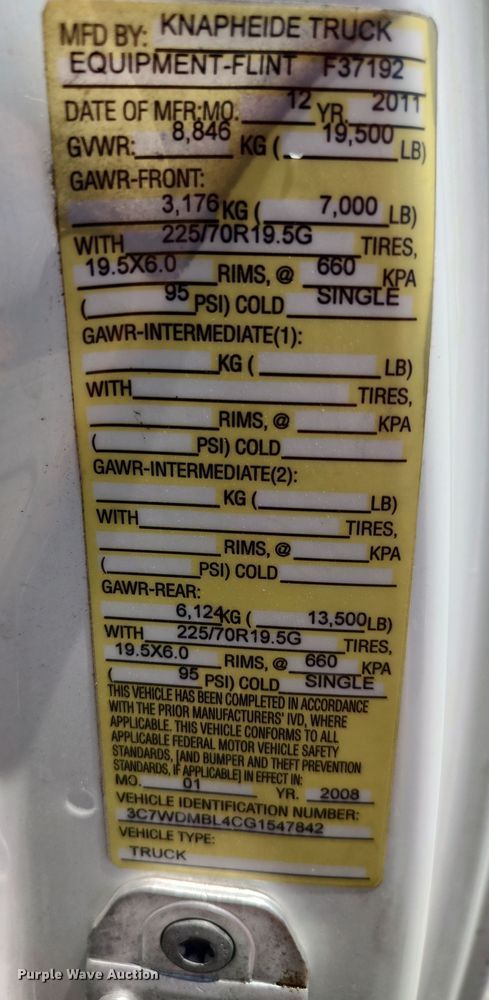 MFD BY: KNAPHEIDE TRUCK
EQUIPMENT-FLINT F37192
DATE OF MFR:MO. 12 YR. 2011
GVWR: 8,846 KG ( 19,500 LB)
GAWR-FRONT:
3,176 KG ( 7,000 LB)
WITH 225/70R19.5G TIRES,
19.5X6.0 RIMS, @ 660 KPA
( 95 PSI) COLD SINGLE
GAWR-INTERMEDIATE(1):
KG ( LB)
WITH TIRES,
RIMS, @ KPA
( PSI) COLD
GAWR-INTERMEDIATE(2):
KG ( LB)
WITH TIRES,
RIMS, @ KPA
( PSI) COLD
GAWR-REAR:
6,124 KG ( 13,500 LB)
WITH 225/70R19.5G TIRES,
19.5X6.0 RIMS, @ 660 KPA
( 95 PSI) COLD SINGLE
THIS VEHICLE HAS BEEN COMPLETED IN ACCORDANCE
WITH THE PRIOR MANUFACTURERS' IVD, WHERE
APPLICABLE. THIS VEHICLE CONFORMS TO ALL
APPLICABLE FEDERAL MOTOR VEHICLE SAFETY
STANDARDS, [AND BUMPER AND THEFT PREVENTION
STANDARDS, IF APPLICABLE] IN EFFECT IN:
MO. 01 YR. 2008
VEHICLE IDENTIFICATION NUMBER:
3C7WDMBL4CG1547842
VEHICLE TYPE:
TRUCK
Purple Wave Auction